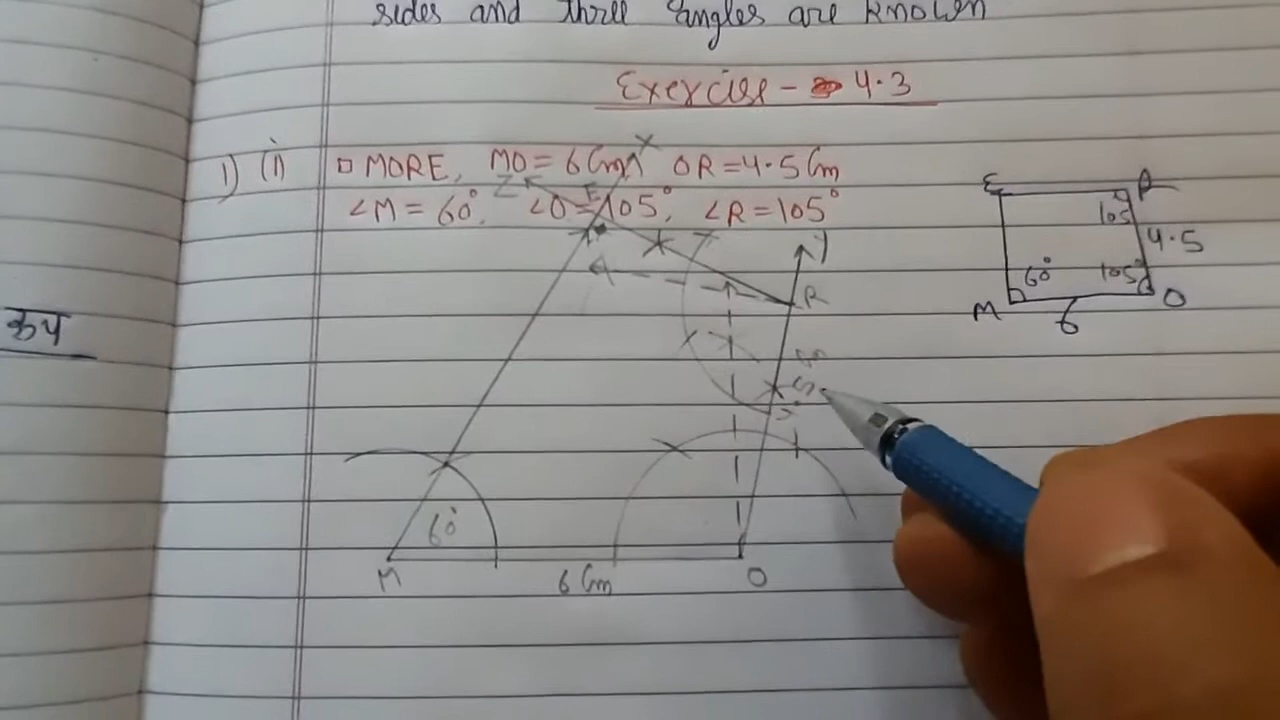 sides and three angles are known
Exercise - 4.3
1) (i) □ MORE, MO = 6 Cm, OR = 4.5 Cm
∠M = 60°, ∠O = 105°, ∠R = 105°
कप
X
Z
E
Y
R
S
60°
M
6 Cm
O
E
R
105°
4.5
60°
105°
M
6
O